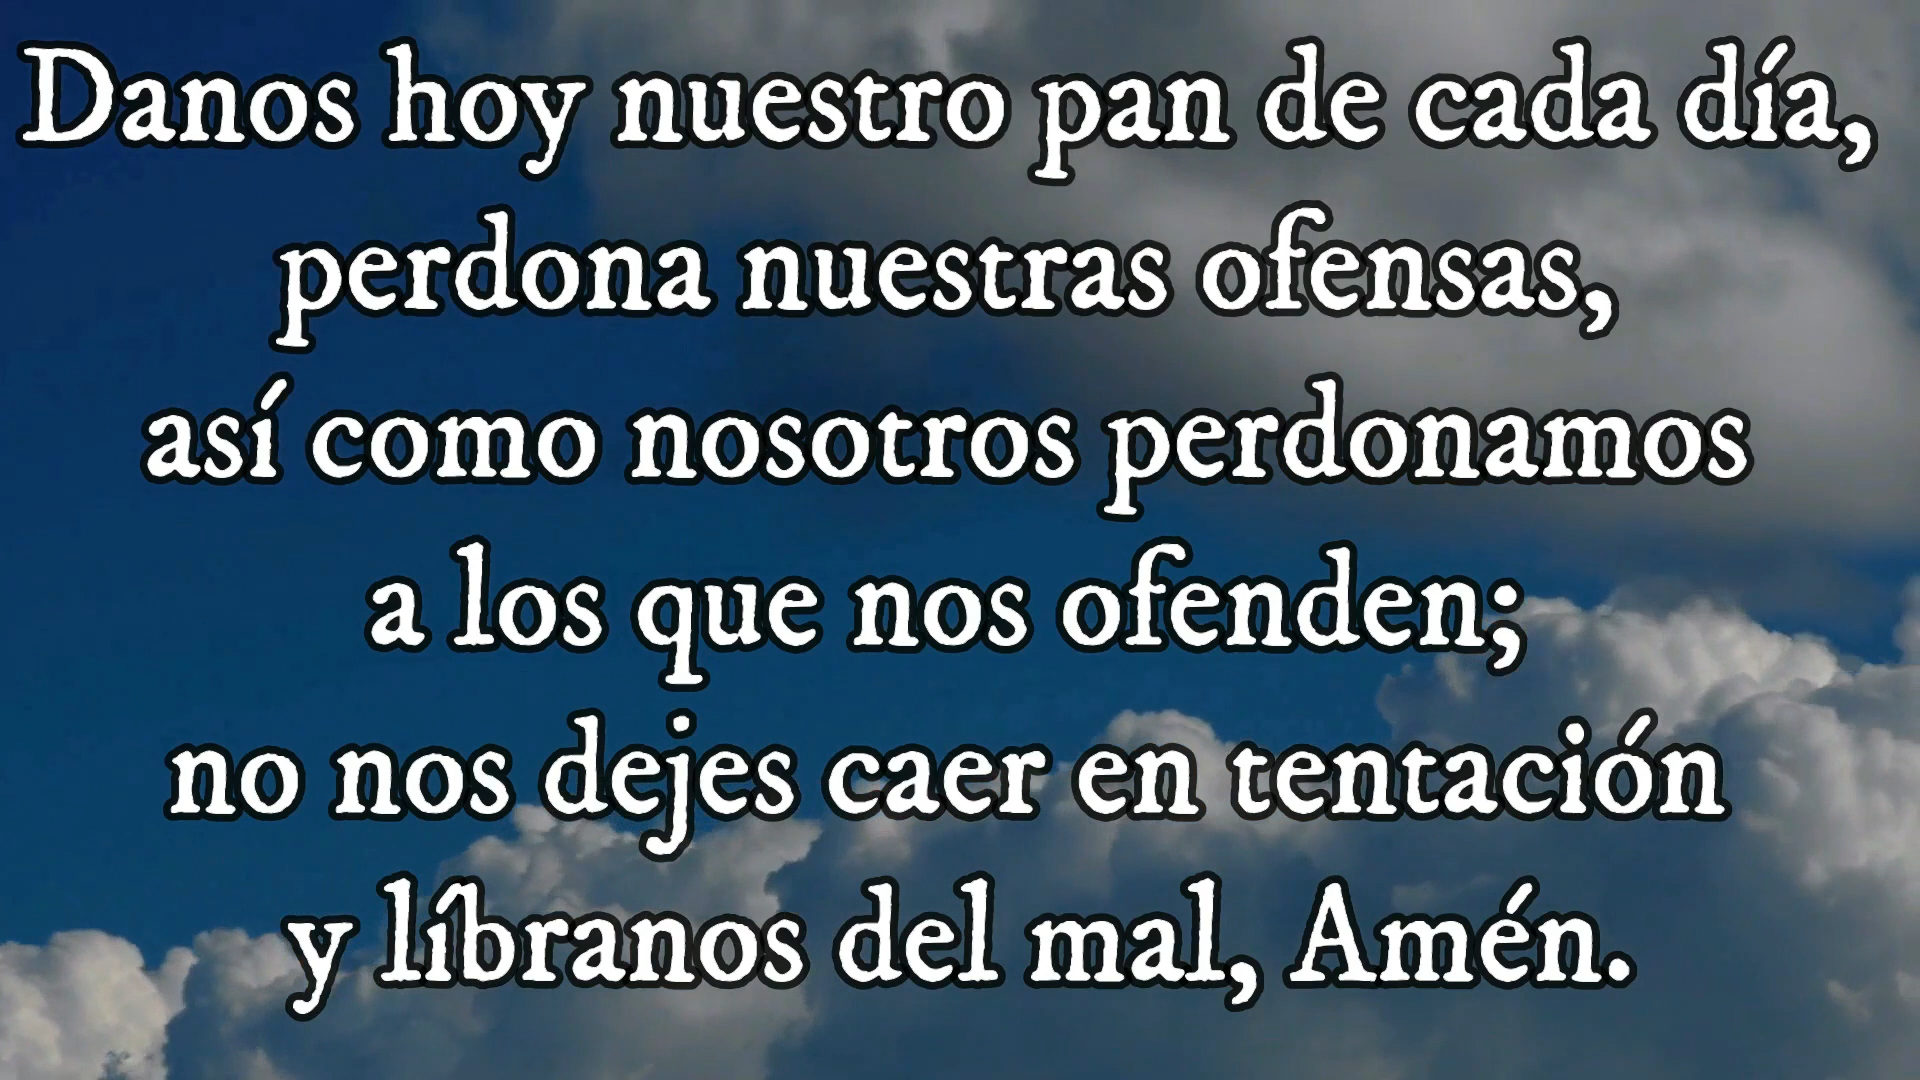 Danos hoy nuestro pan de cada día,
perdona nuestras ofensas,
así como nosotros perdonamos
a los que nos ofenden;
no nos dejes caer en tentación
y líbranos del mal, Amén.